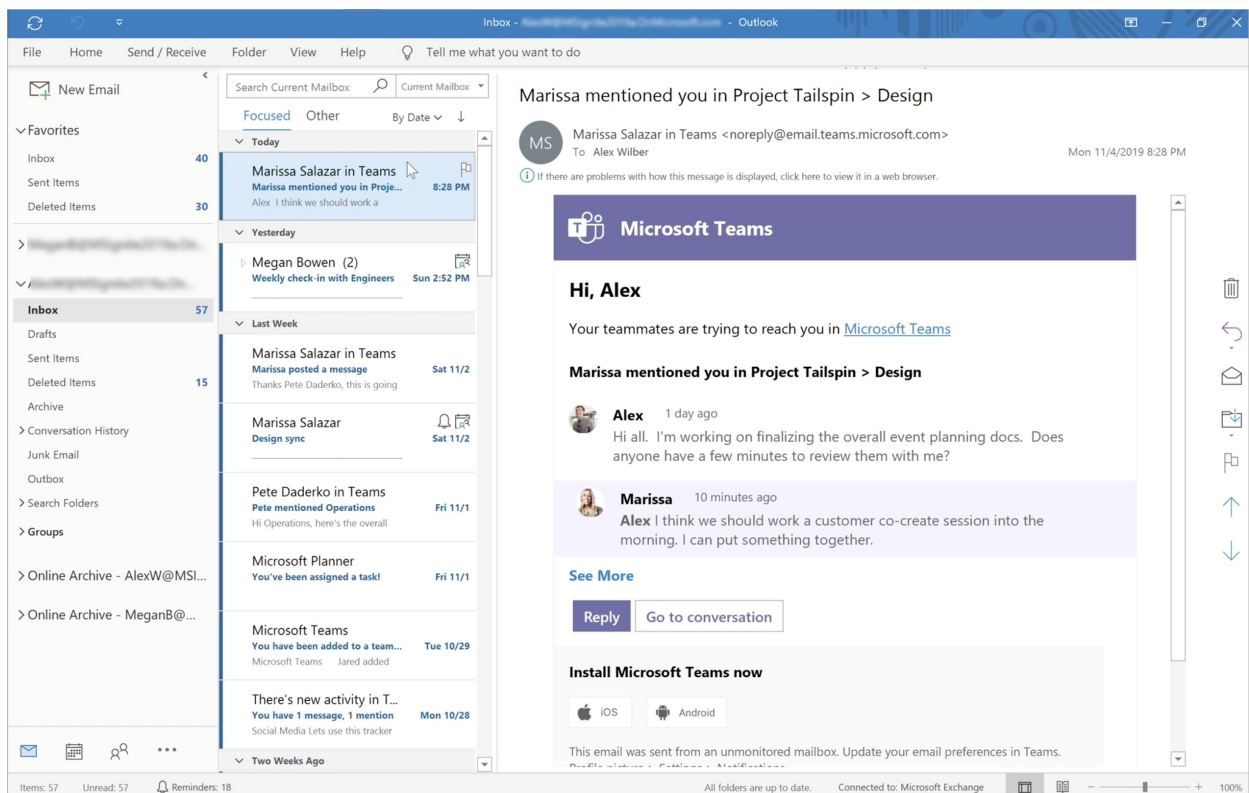 Inbox - - Outlook
File Home Send / Receive Folder View Help Tell me what you want to do
New Email
Favorites
Inbox 40
Sent Items
Deleted Items 30
Inbox 57
Drafts
Sent Items
Deleted Items 15
Archive
Conversation History
Junk Email
Outbox
Search Folders
Groups
Online Archive - AlexW@MSI...
Online Archive - MeganB@...
Search Current Mailbox Current Mailbox
Focused Other By Date
Today
Marissa Salazar in Teams
Marissa mentioned you in Proje... 8:28 PM
Alex I think we should work a
Yesterday
Megan Bowen (2)
Weekly check-in with Engineers Sun 2:52 PM
Last Week
Marissa Salazar in Teams
Marissa posted a message Sat 11/2
Thanks Pete Daderko, this is going
Marissa Salazar
Design sync Sat 11/2
Pete Daderko in Teams
Pete mentioned Operations Fri 11/1
Hi Operations, here's the overall
Microsoft Planner
You've been assigned a task! Fri 11/1
Microsoft Teams
You have been added to a team... Tue 10/29
Microsoft Teams Jared added
There's new activity in T...
You have 1 message, 1 mention Mon 10/28
Social Media Lets use this tracker
Two Weeks Ago
Marissa mentioned you in Project Tailspin > Design
MS
Marissa Salazar in Teams <noreply@email.teams.microsoft.com>
To Alex Wilber
Mon 11/4/2019 8:28 PM
If there are problems with how this message is displayed, click here to view it in a web browser.
Microsoft Teams
Hi, Alex
Your teammates are trying to reach you in Microsoft Teams
Marissa mentioned you in Project Tailspin > Design
Alex 1 day ago
Hi all. I'm working on finalizing the overall event planning docs. Does
anyone have a few minutes to review them with me?
Marissa 10 minutes ago
Alex I think we should work a customer co-create session into the
morning. I can put something together.
See More
Reply Go to conversation
Install Microsoft Teams now
iOS Android
This email was sent from an unmonitored mailbox. Update your email preferences in Teams.
Profile picture > Settings > Notifications
Items: 57 Unread: 57 Reminders: 18 All folders are up to date. Connected to: Microsoft Exchange 100%